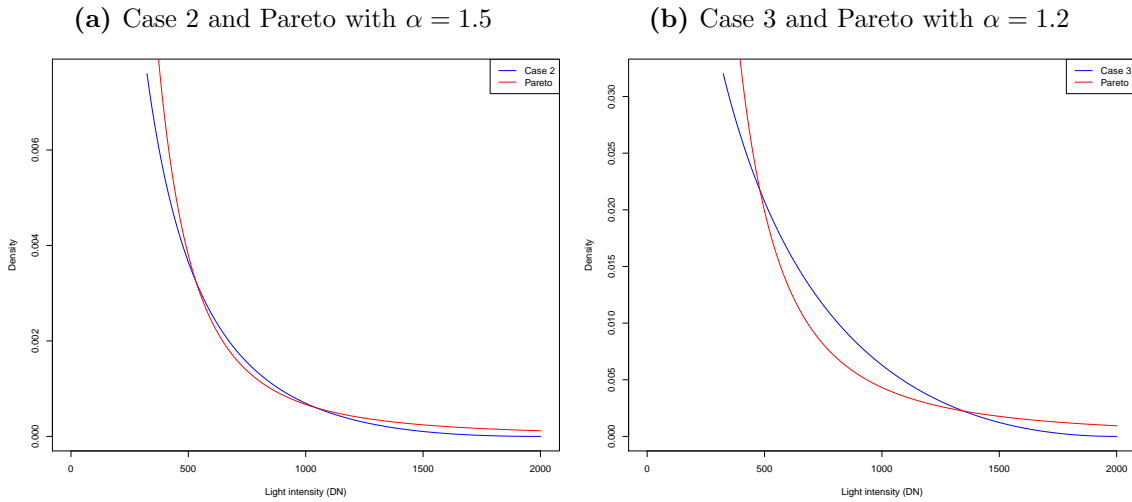 (a) Case 2 and Pareto with α = 1.5
Case 2
Pareto
0.006
0.004
0.002
0.000
Density
0 500 1000 1500 2000
Light intensity (DN)
(b) Case 3 and Pareto with α = 1.2
Case 3
Pareto
0.030
0.025
0.020
0.015
0.010
0.005
0.000
Density
0 500 1000 1500 2000
Light intensity (DN)